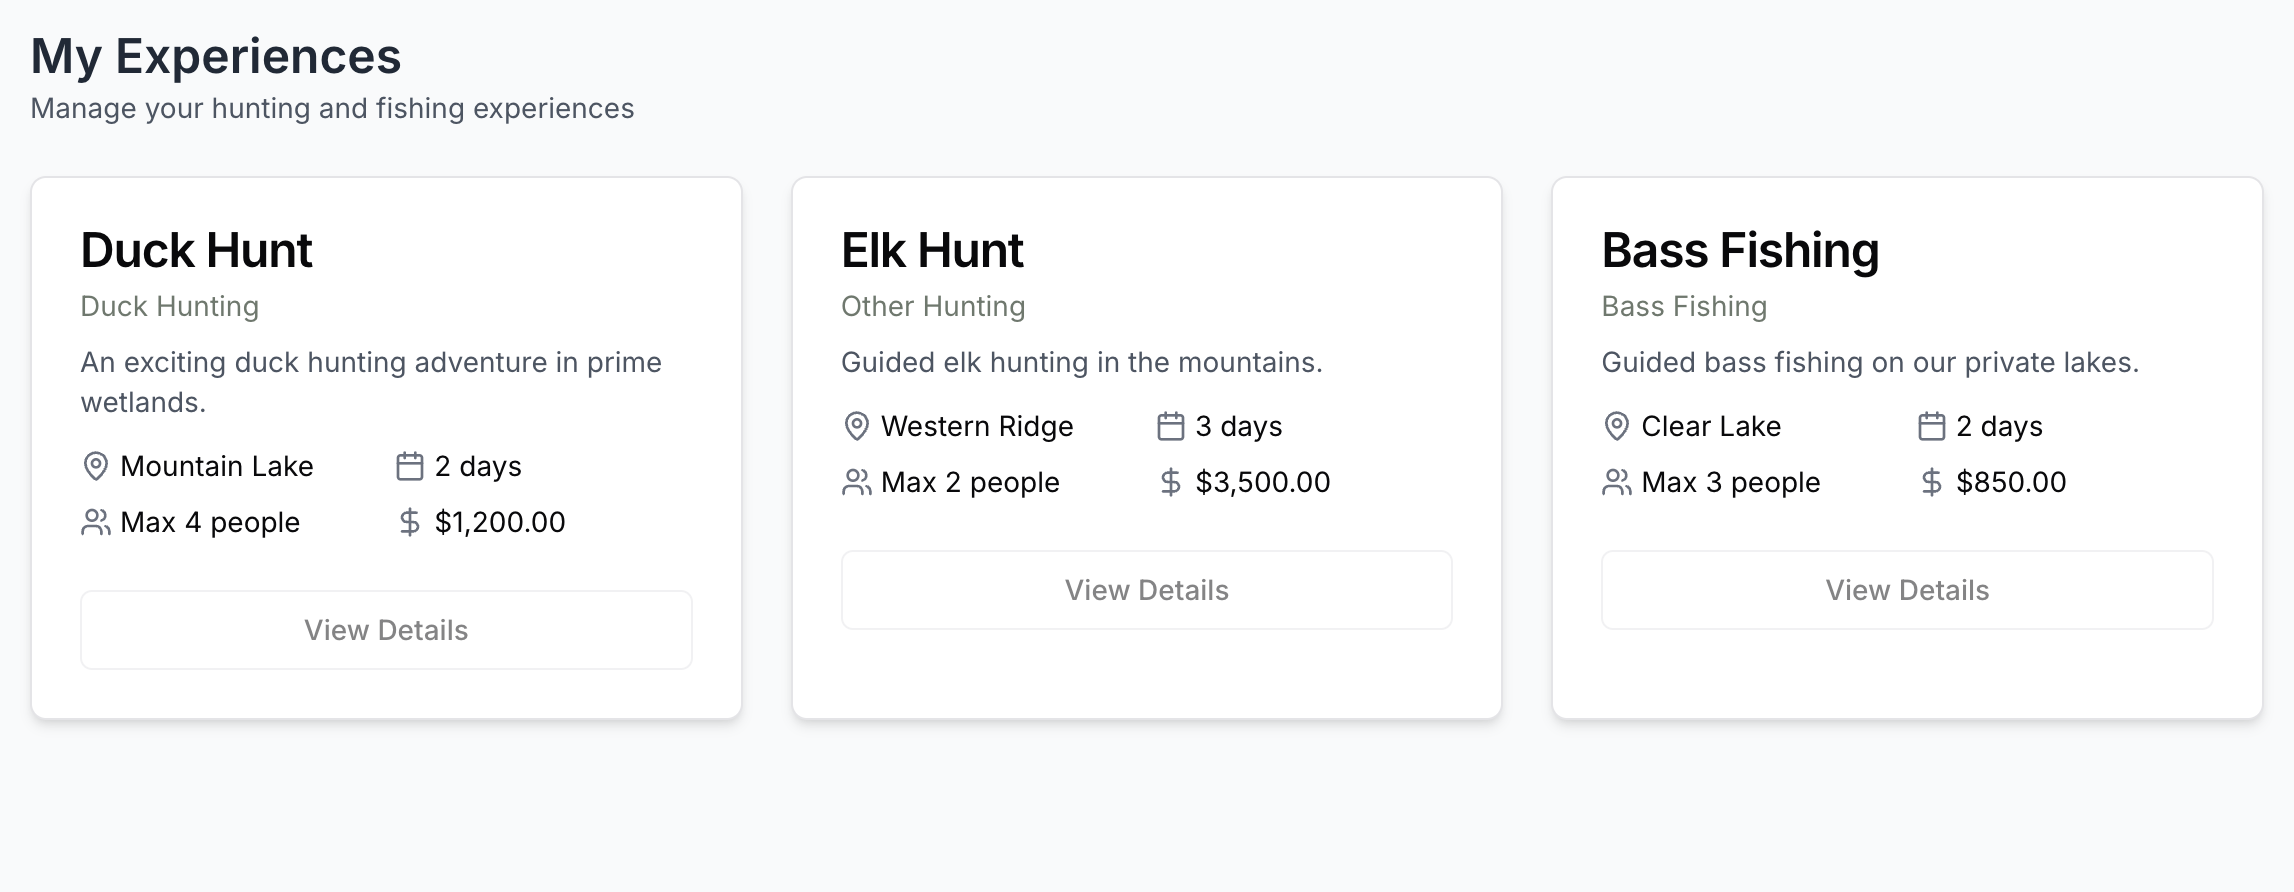 My Experiences
Manage your hunting and fishing experiences
Duck Hunt
Duck Hunting
An exciting duck hunting adventure in prime
wetlands.
Mountain Lake
2 days
Max 4 people
$1,200.00
View Details
Elk Hunt
Other Hunting
Guided elk hunting in the mountains.
Western Ridge
3 days
Max 2 people
$3,500.00
View Details
Bass Fishing
Bass Fishing
Guided bass fishing on our private lakes.
Clear Lake
2 days
Max 3 people
$850.00
View Details